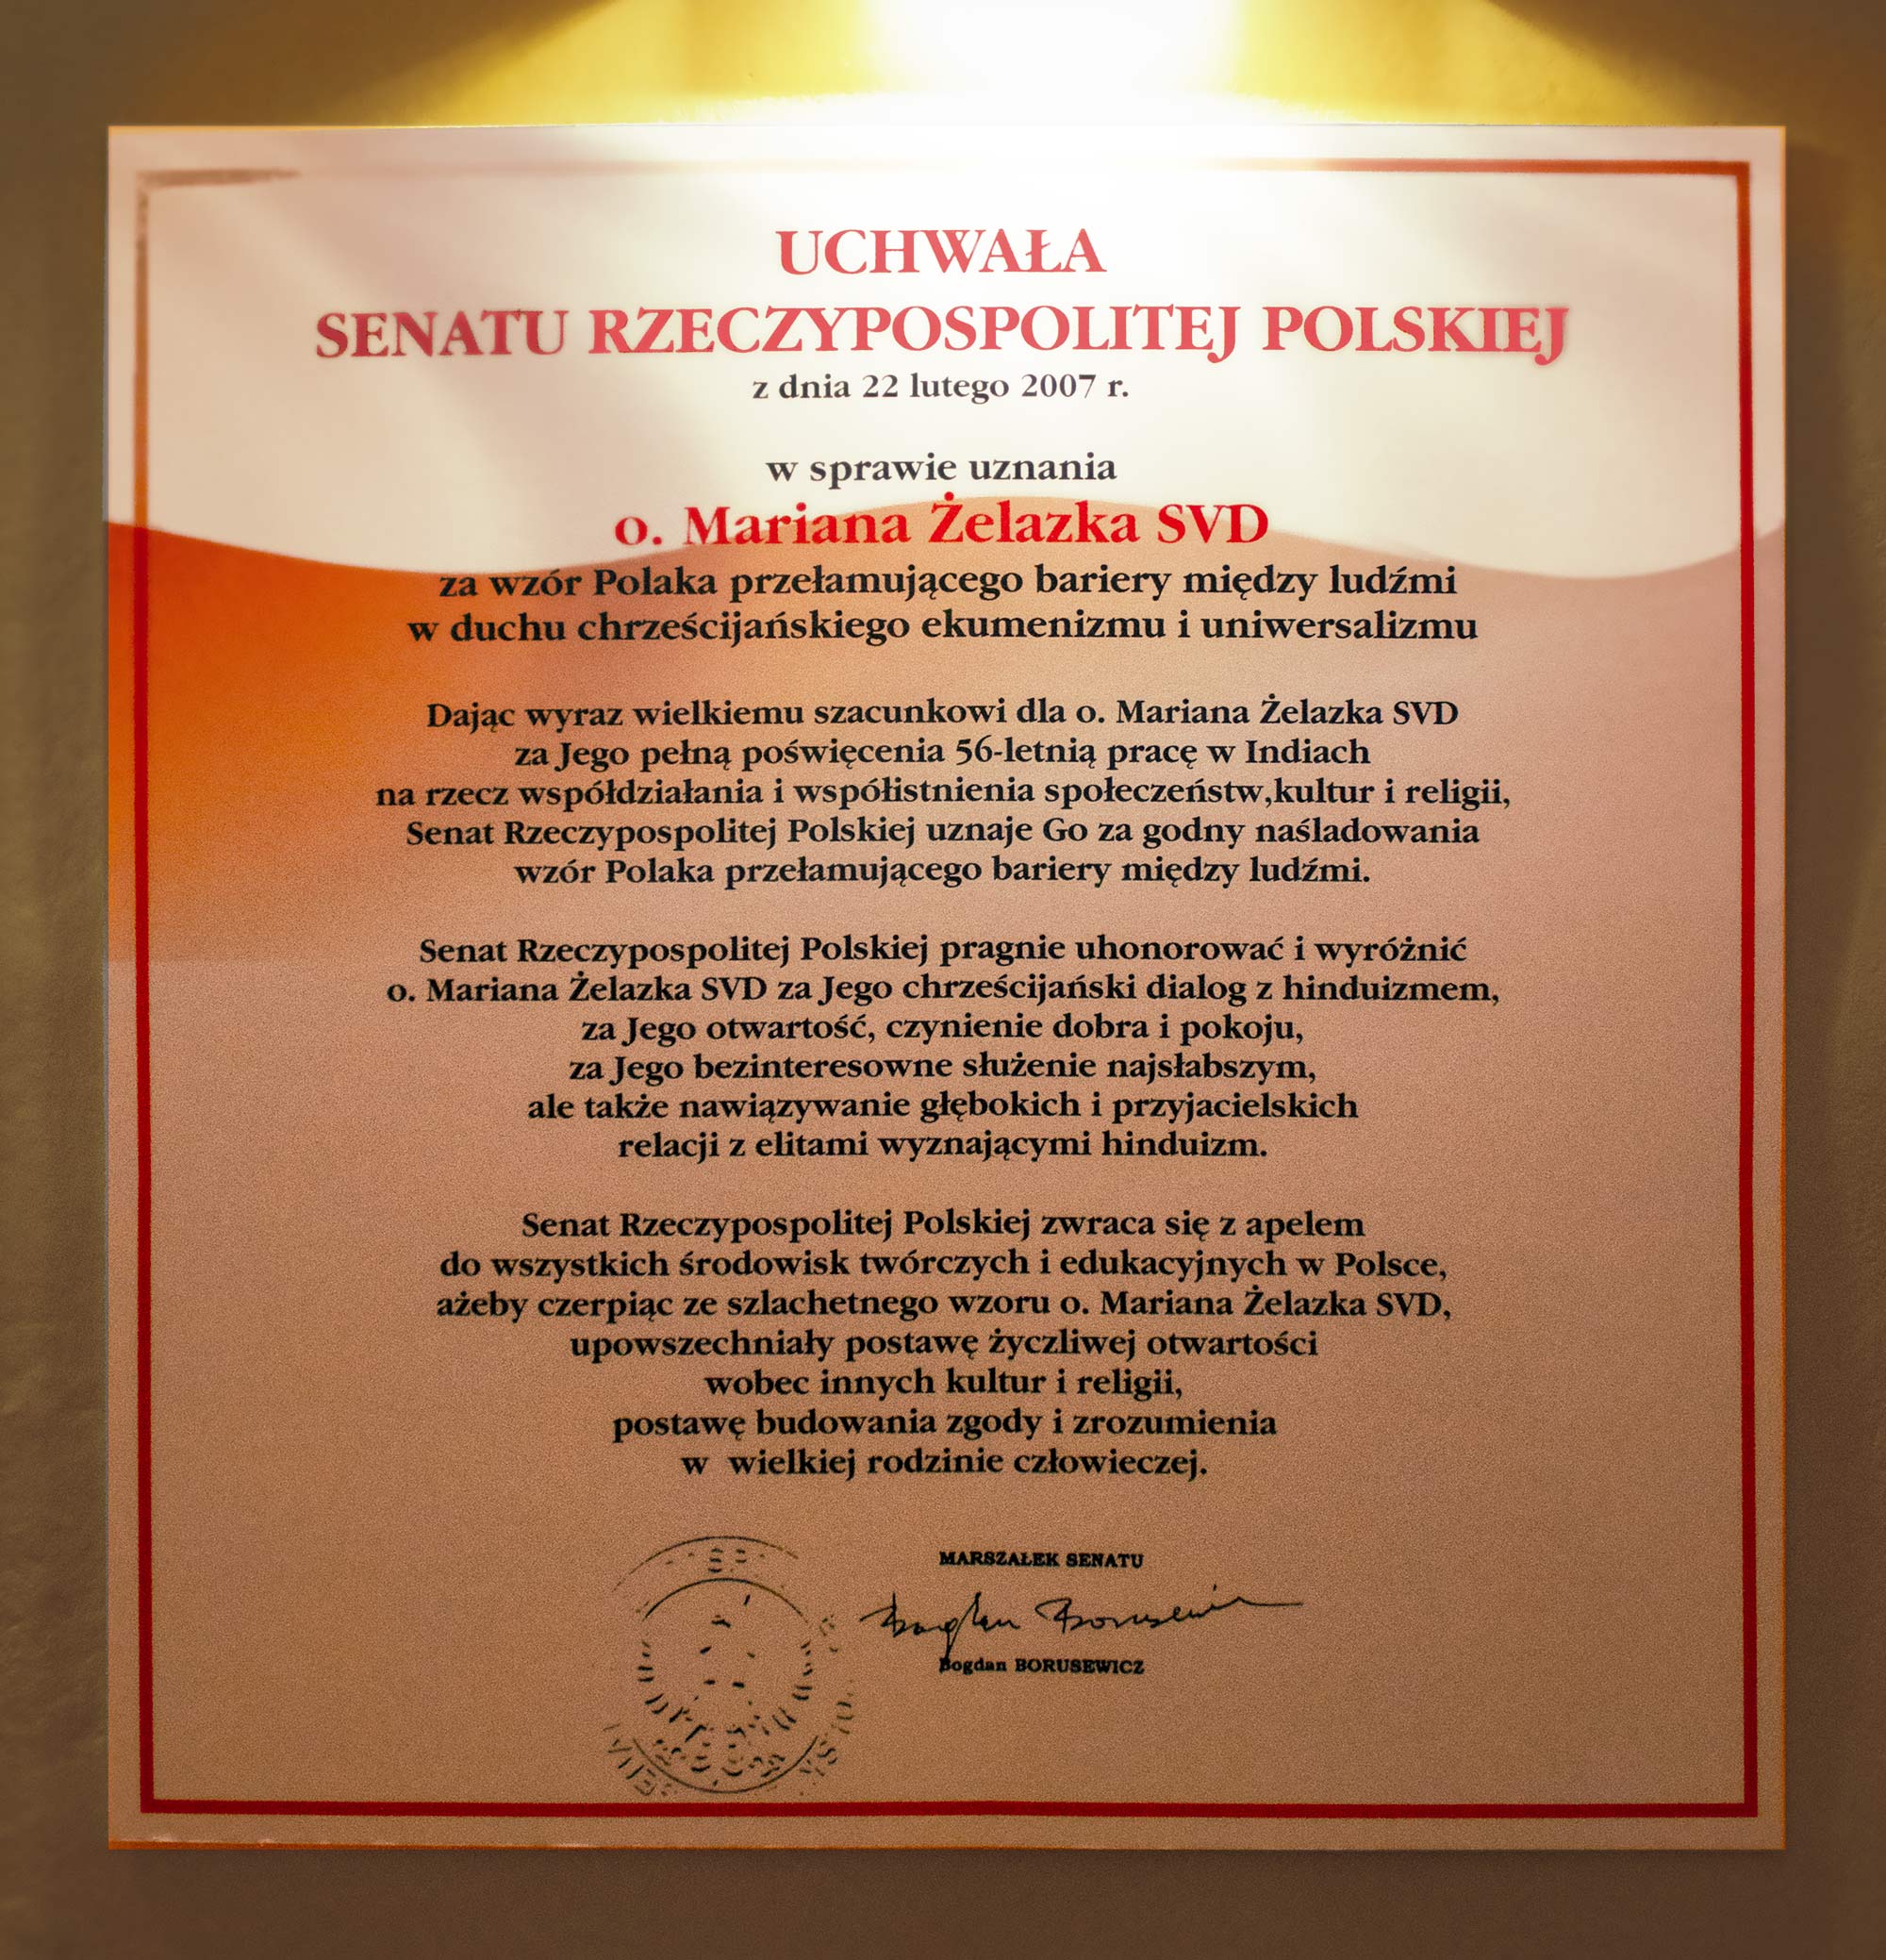 UCHWAŁA
SENATU RZECZYPOSPOLITEJ POLSKIEJ
z dnia 22 lutego 2007 r.
w sprawie uznania
o. Mariana Żelazka SVD
za wzór Polaka przełamującego bariery między ludźmi
w duchu chrześcijańskiego ekumenizmu i uniwersalizmu
Dając wyraz wielkiemu szacunkowi dla o. Mariana Żelazka SVD
za Jego pełną poświęcenia 56-letnią pracę w Indiach
na rzecz współdziałania i współistnienia społeczeństw,kultur i religii,
Senat Rzeczypospolitej Polskiej uznaje Go za godny naśladowania
wzór Polaka przełamującego bariery między ludźmi.
Senat Rzeczypospolitej Polskiej pragnie uhonorować i wyróżnić
o. Mariana Żelazka SVD za Jego chrześcijański dialog z hinduizmem,
za Jego otwartość, czynienie dobra i pokoju,
za Jego bezinteresowne służenie najsłabszym,
ale także nawiązywanie głębokich i przyjacielskich
relacji z elitami wyznającymi hinduizm.
Senat Rzeczypospolitej Polskiej zwraca się z apelem
do wszystkich środowisk twórczych i edukacyjnych w Polsce,
ażeby czerpiąc ze szlachetnego wzoru o. Mariana Żelazka SVD,
upowszechniały postawę życzliwej otwartości
wobec innych kultur i religii,
postawę budowania zgody i zrozumienia
w wielkiej rodzinie człowieczej.
MARSZAŁEK SENATU
Bogdan Borusewicz
Bogdan BORUSEWICZ